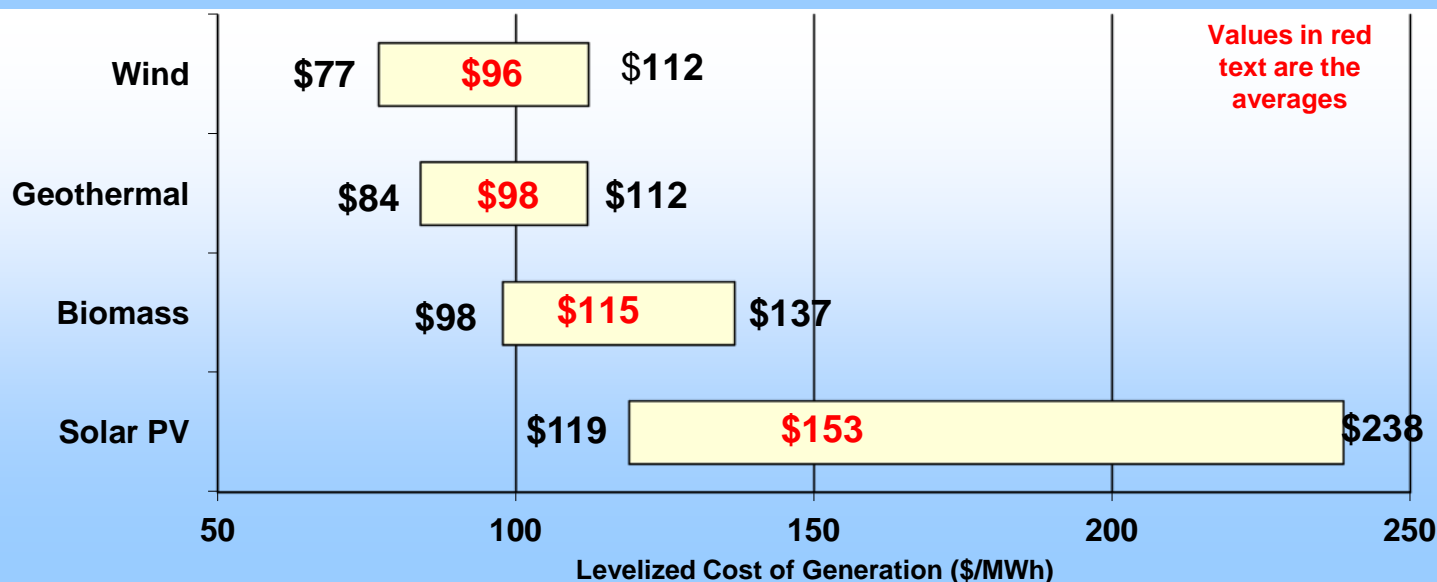 Values in red
text are the
averages
Wind $77 $96 $112
Geothermal $84 $98 $112
Biomass $98 $115 $137
Solar PV $119 $153 $238
50 100 150 200 250
Levelized Cost of Generation ($/MWh)